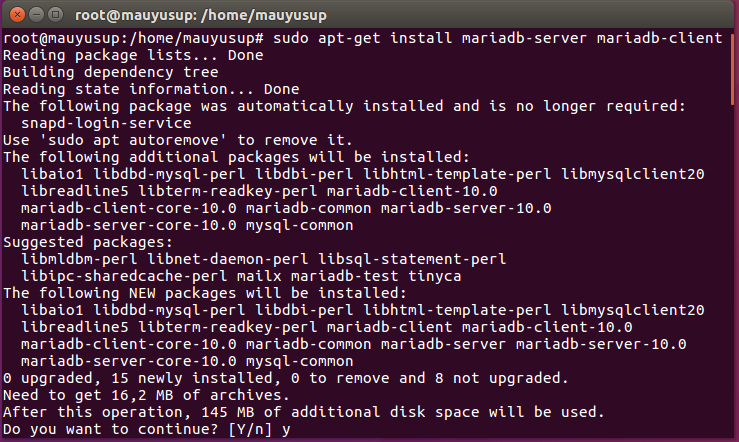 root@mauyusup: /home/mauyusup
root@mauyusup:/home/mauyusup# sudo apt-get install mariadb-server mariadb-client
Reading package lists... Done
Building dependency tree
Reading state information... Done
The following package was automatically installed and is no longer required:
  snapd-login-service
Use 'sudo apt autoremove' to remove it.
The following additional packages will be installed:
  libaio1 libdbd-mysql-perl libdbi-perl libhtml-template-perl libmysqlclient20
  libreadline5 libterm-readkey-perl mariadb-client-10.0
  mariadb-client-core-10.0 mariadb-common mariadb-server-10.0
  mariadb-server-core-10.0 mysql-common
Suggested packages:
  libmldbm-perl libnet-daemon-perl libsql-statement-perl
  libipc-sharedcache-perl mailx mariadb-test tinyca
The following NEW packages will be installed:
  libaio1 libdbd-mysql-perl libdbi-perl libhtml-template-perl libmysqlclient20
  libreadline5 libterm-readkey-perl mariadb-client mariadb-client-10.0
  mariadb-client-core-10.0 mariadb-common mariadb-server mariadb-server-10.0
  mariadb-server-core-10.0 mysql-common
0 upgraded, 15 newly installed, 0 to remove and 8 not upgraded.
Need to get 16,2 MB of archives.
After this operation, 145 MB of additional disk space will be used.
Do you want to continue? [Y/n] y